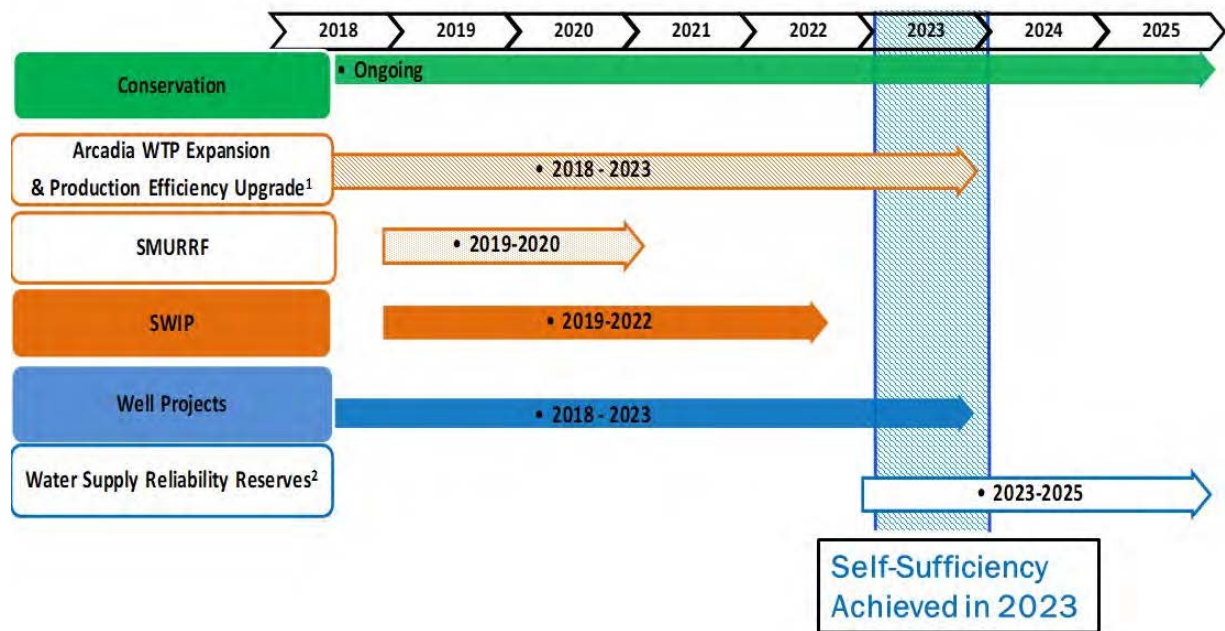 2018 2019 2020 2021 2022 2023 2024 2025
Conservation
• Ongoing
Arcadia WTP Expansion
& Production Efficiency Upgrade¹
• 2018 - 2023
SMURRF
• 2019-2020
SWIP
• 2019-2022
Well Projects
• 2018 - 2023
Water Supply Reliability Reserves²
• 2023-2025
Self-Sufficiency
Achieved in 2023